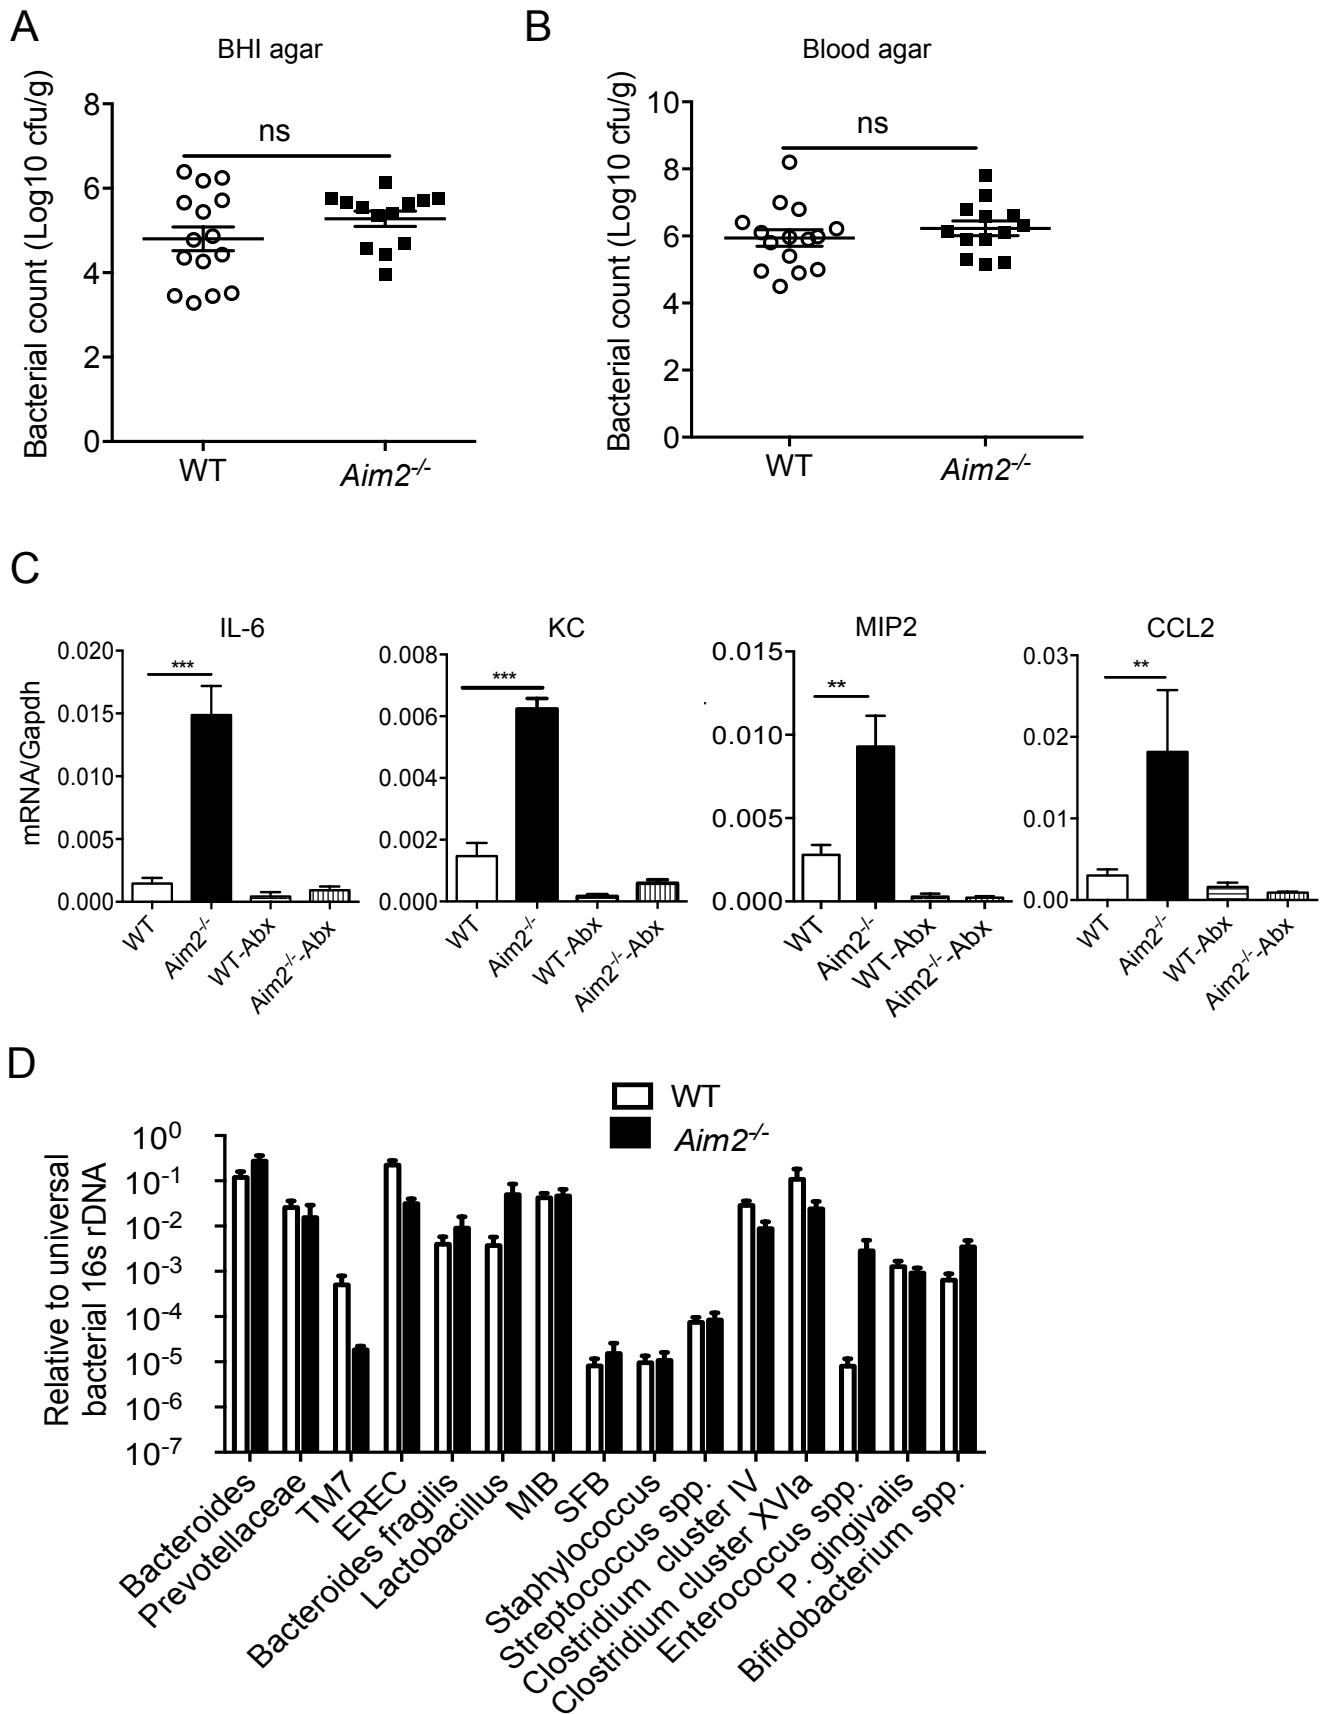 A
BHI agar
Bacterial count (Log10 cfu/g)
8
6
4
2
0
ns
WT
Aim2-/-
B
Blood agar
Bacterial count (Log10 cfu/g)
10
8
6
4
2
0
ns
WT
Aim2-/-
C
mRNA/Gapdh
IL-6
0.020
0.015
0.010
0.005
0.000
***
WT
Aim2-/-
WT-Abx
Aim2-/--Abx
KC
0.008
0.006
0.004
0.002
0.000
***
WT
Aim2-/-
WT-Abx
Aim2-/--Abx
MIP2
0.015
0.010
0.005
0.000
**
WT
Aim2-/-
WT-Abx
Aim2-/--Abx
CCL2
0.03
0.02
0.01
0.00
**
WT
Aim2-/-
WT-Abx
Aim2-/--Abx
D
WT
Aim2-/-
Relative to universal
bacterial 16s rDNA
10^0
10^-1
10^-2
10^-3
10^-4
10^-5
10^-6
10^-7
Bacteroides
Prevotellaceae
TM7
EREC
Bacteroides fragilis
Lactobacillus
MIB
SFB
Staphylococcus
Streptococcus spp.
Clostridium cluster IV
Clostridium cluster XVIa
Enterococcus spp.
P. gingivalis
Bifidobacterium spp.